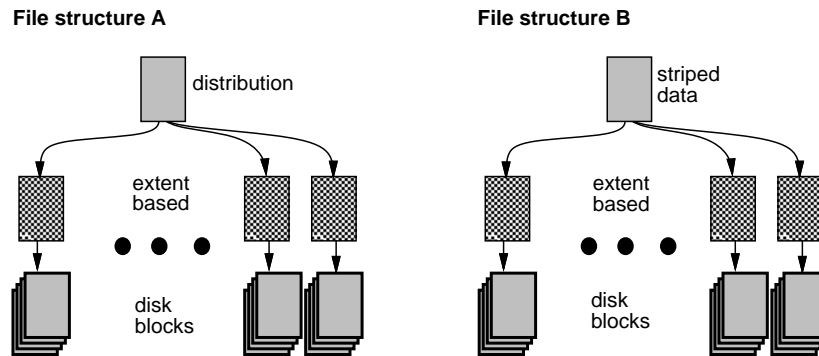 File structure A
distribution
extent
based
disk
blocks
File structure B
striped
data
extent
based
disk
blocks